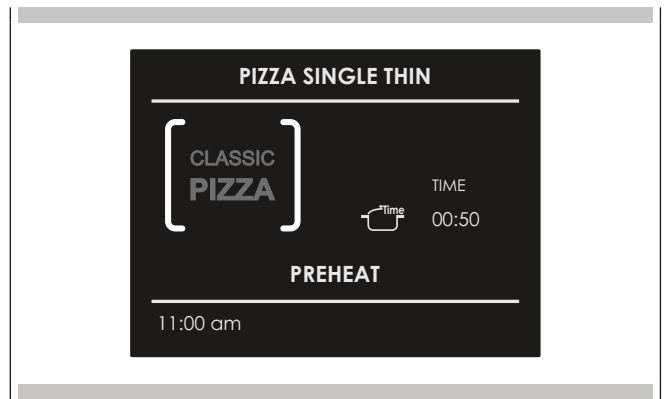 PIZZA SINGLE THIN
CLASSIC
PIZZA
TIME
Time
00:50
PREHEAT
11:00 am